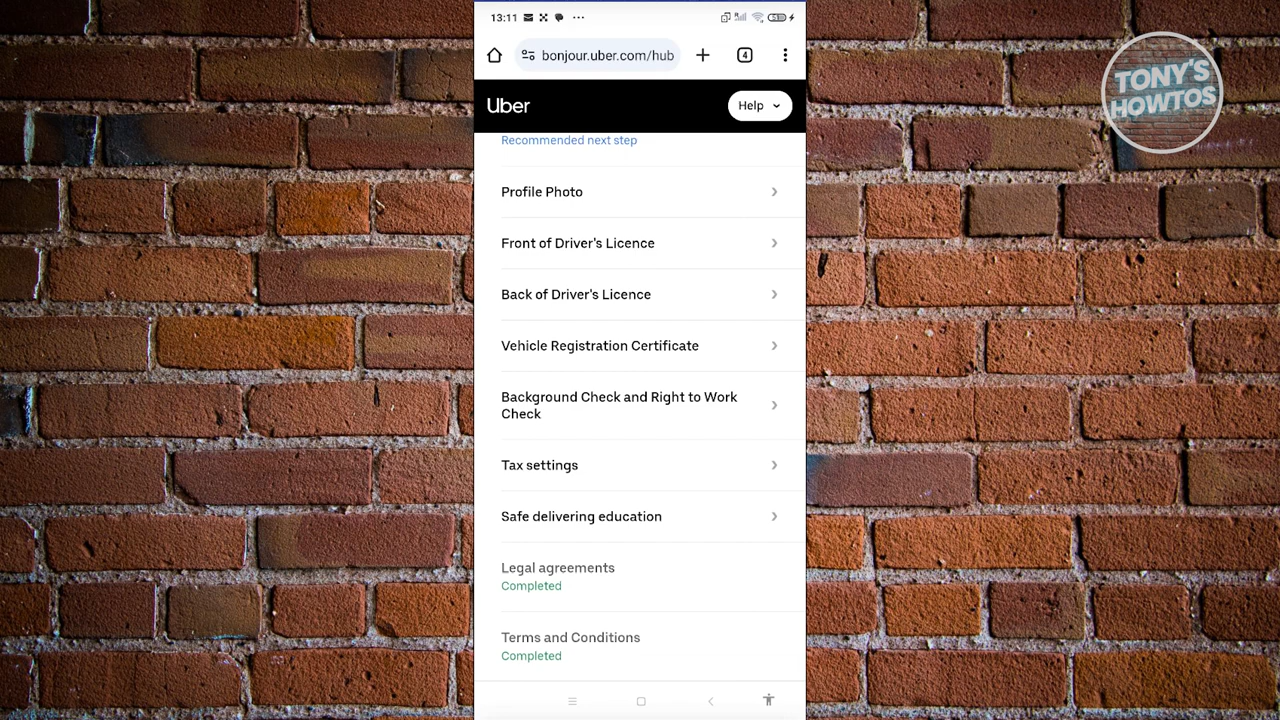 13:11
bonjour.uber.com/hub
4
Uber
Help
Recommended next step
Profile Photo
Front of Driver's Licence
Back of Driver's Licence
Vehicle Registration Certificate
Background Check and Right to Work
Check
Tax settings
Safe delivering education
Legal agreements
Completed
Terms and Conditions
Completed
TONY'S
HOWTOS